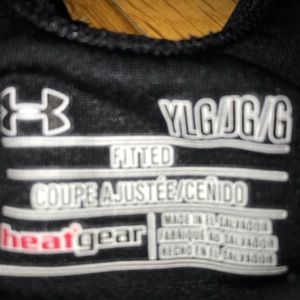 YLG/JG/G
FITTED
COUPE AJUSTÉE/CEÑIDO
heatgear
MADE IN EL SALVADOR
FABRIQUÉ AU SALVADOR
HECHO EN EL SALVADOR